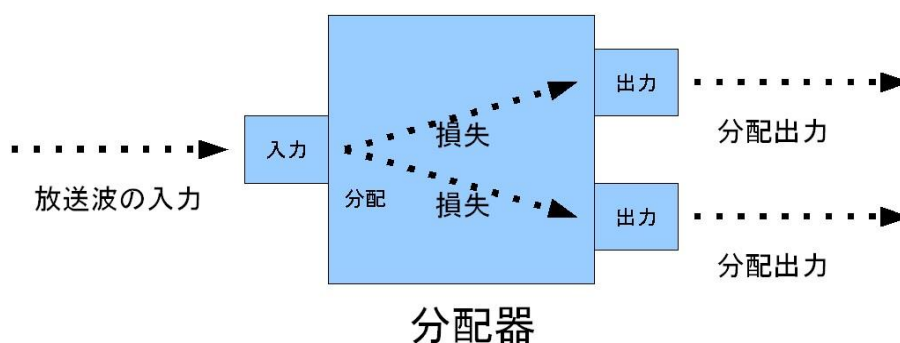 放送波の入力
入力
分配
損失
損失
出力
分配出力
出力
分配出力
分配器